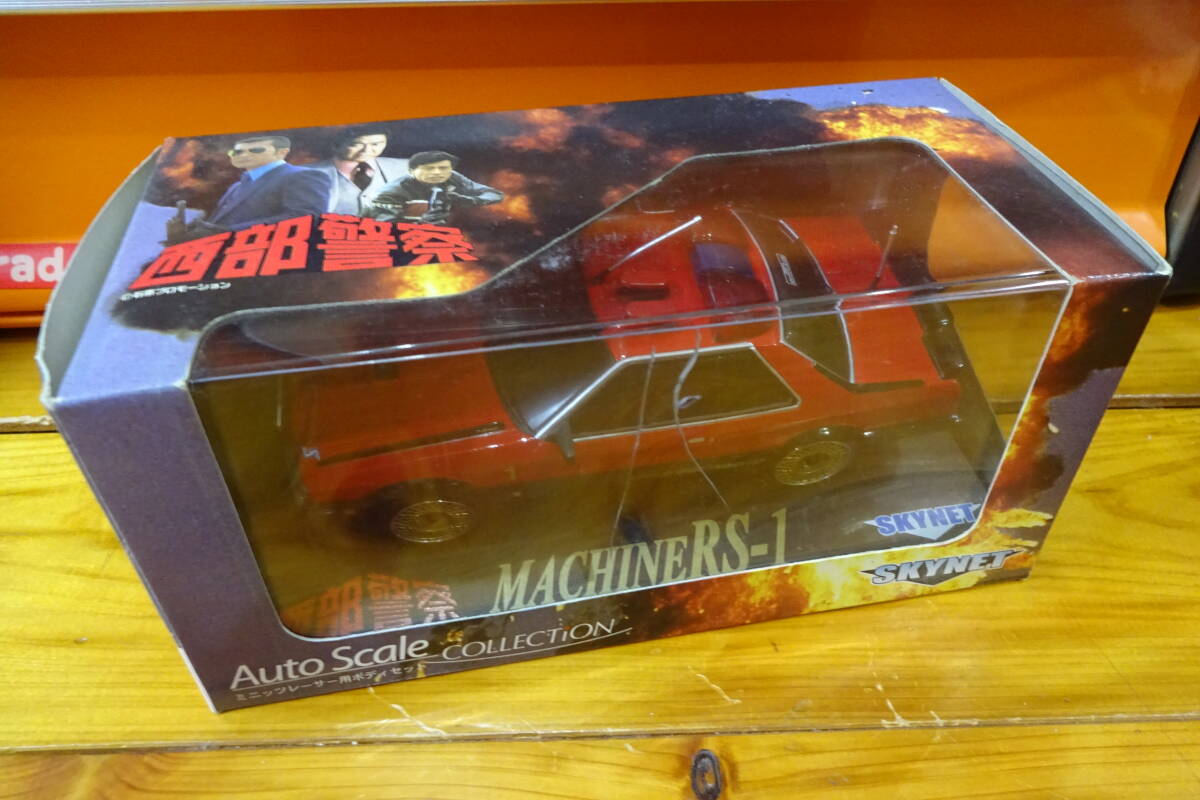 西部警察
©石原プロモーション
rad
西部警察
MACHINE RS-1
SKYNET
SKYNET
Auto Scale COLLECTION
ミニッツレーサー用ボディセット